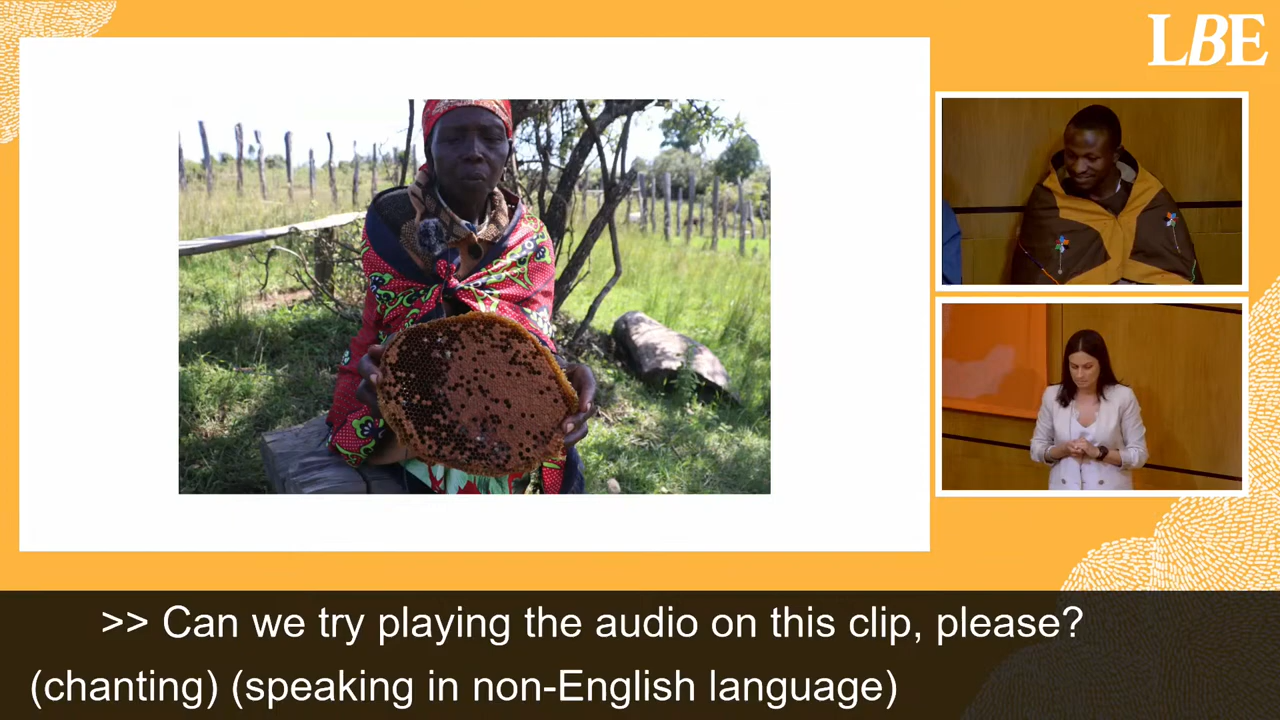 LBE
>> Can we try playing the audio on this clip, please?
(chanting) (speaking in non-English language)